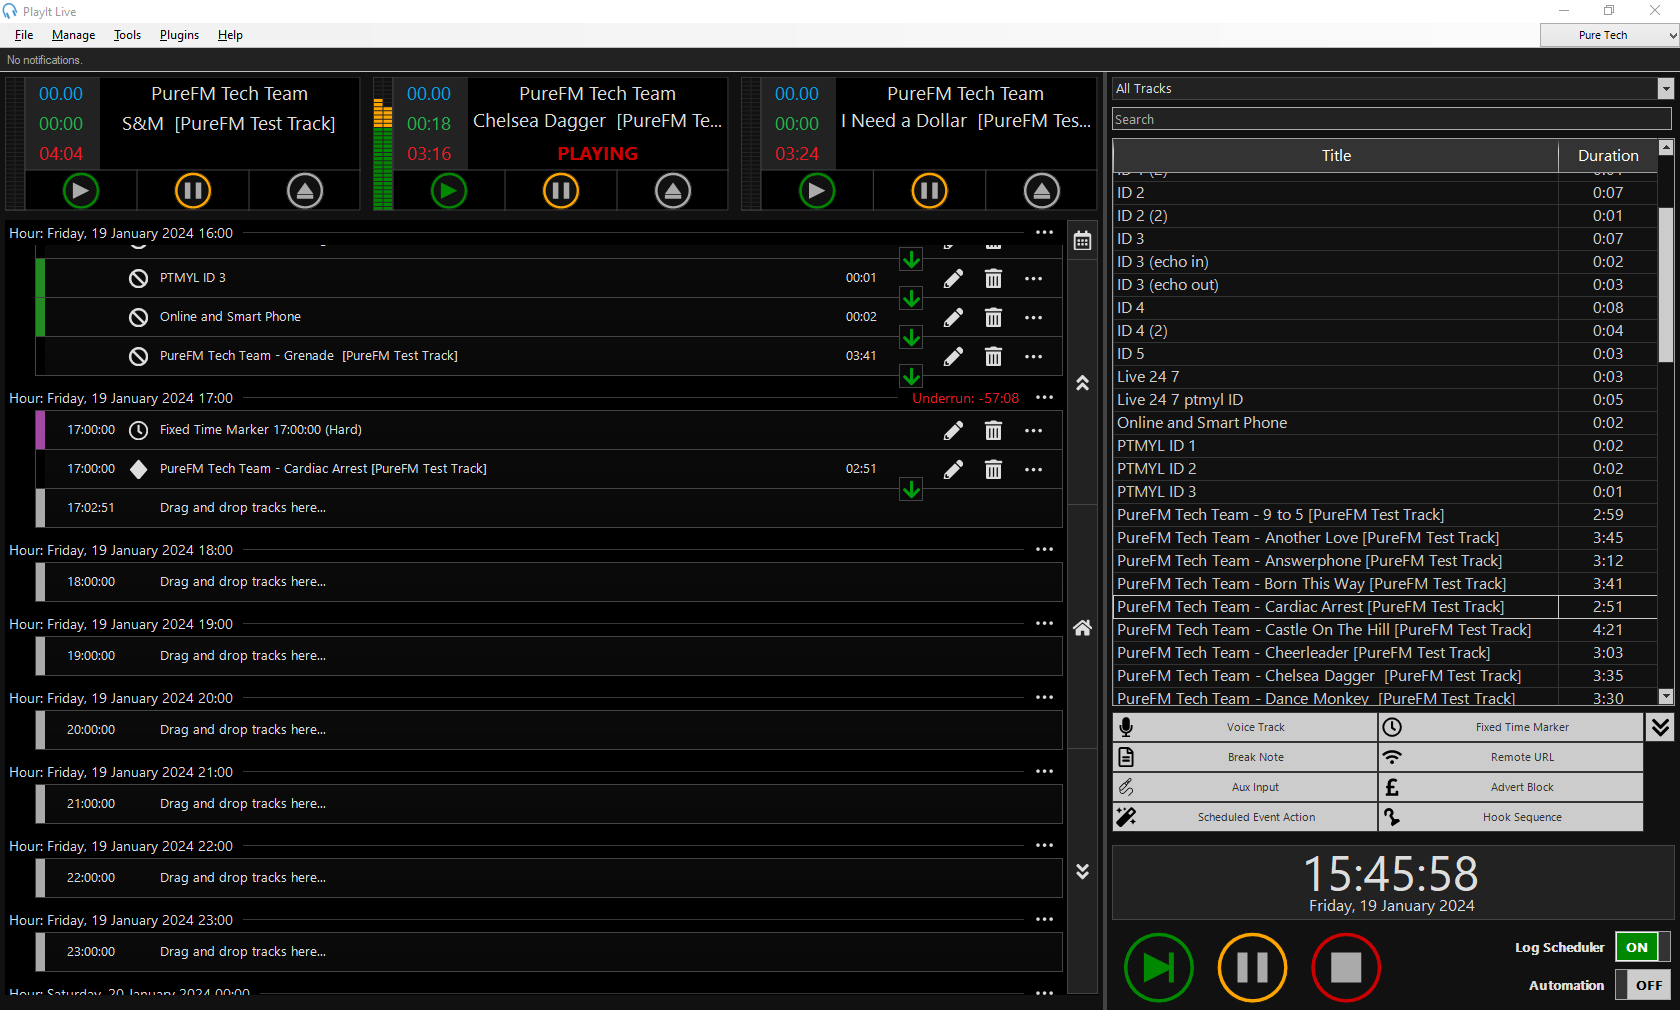 PlayIt Live
File Manage Tools Plugins Help
Pure Tech
No notifications.
00.00
00:00
04:04
PureFM Tech Team
S&M [PureFM Test Track]
00.00
00:18
03:16
PureFM Tech Team
Chelsea Dagger [PureFM Te...
PLAYING
00.00
00:00
03:24
PureFM Tech Team
I Need a Dollar [PureFM Tes...
Hour: Friday, 19 January 2024 16:00
PTMYL ID 3 00:01
Online and Smart Phone 00:02
PureFM Tech Team - Grenade [PureFM Test Track] 03:41
Hour: Friday, 19 January 2024 17:00 Underrun: -57:08
17:00:00 Fixed Time Marker 17:00:00 (Hard)
17:00:00 PureFM Tech Team - Cardiac Arrest [PureFM Test Track] 02:51
17:02:51 Drag and drop tracks here...
Hour: Friday, 19 January 2024 18:00
18:00:00 Drag and drop tracks here...
Hour: Friday, 19 January 2024 19:00
19:00:00 Drag and drop tracks here...
Hour: Friday, 19 January 2024 20:00
20:00:00 Drag and drop tracks here...
Hour: Friday, 19 January 2024 21:00
21:00:00 Drag and drop tracks here...
Hour: Friday, 19 January 2024 22:00
22:00:00 Drag and drop tracks here...
Hour: Friday, 19 January 2024 23:00
23:00:00 Drag and drop tracks here...
Hour: Saturday, 20 January 2024 00:00
All Tracks
Search
Title Duration
ID 2 0:07
ID 2 (2) 0:01
ID 3 0:07
ID 3 (echo in) 0:02
ID 3 (echo out) 0:03
ID 4 0:08
ID 4 (2) 0:04
ID 5 0:03
Live 24 7 0:03
Live 24 7 ptmyl ID 0:05
Online and Smart Phone 0:02
PTMYL ID 1 0:02
PTMYL ID 2 0:02
PTMYL ID 3 0:01
PureFM Tech Team - 9 to 5 [PureFM Test Track] 2:59
PureFM Tech Team - Another Love [PureFM Test Track] 3:45
PureFM Tech Team - Answerphone [PureFM Test Track] 3:12
PureFM Tech Team - Born This Way [PureFM Test Track] 3:41
PureFM Tech Team - Cardiac Arrest [PureFM Test Track] 2:51
PureFM Tech Team - Castle On The Hill [PureFM Test Track] 4:21
PureFM Tech Team - Cheerleader [PureFM Test Track] 3:03
PureFM Tech Team - Chelsea Dagger [PureFM Test Track] 3:35
PureFM Tech Team - Dance Monkey [PureFM Test Track] 3:30
Voice Track Fixed Time Marker
Break Note Remote URL
Aux Input Advert Block
Scheduled Event Action Hook Sequence
15:45:58
Friday, 19 January 2024
Log Scheduler ON
Automation OFF